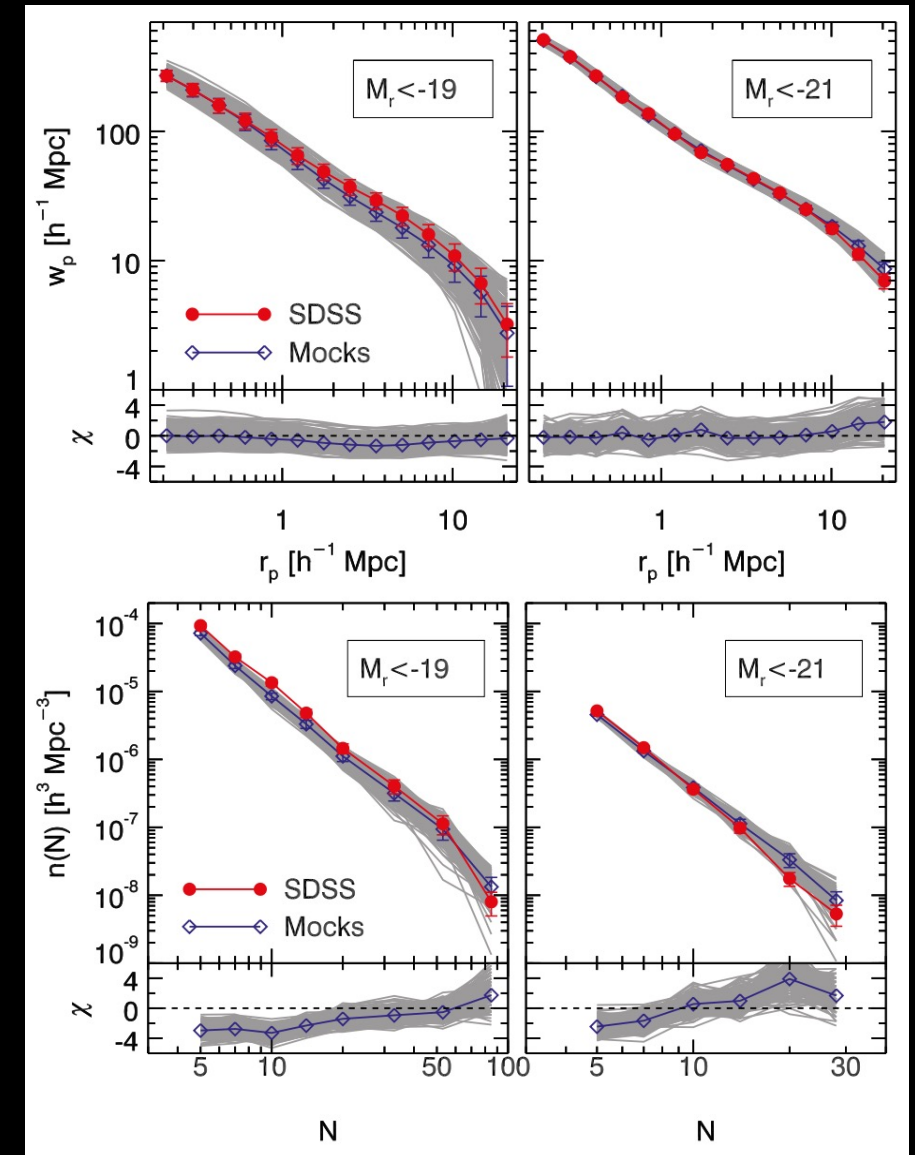 M_r<-19
M_r<-21
100
10
1
w_p [h^-1 Mpc]
SDSS
Mocks
4
0
-4
χ
1
10
1
10
r_p [h^-1 Mpc]
r_p [h^-1 Mpc]
10^-4
10^-5
10^-6
10^-7
10^-8
10^-9
n(N) [h^3 Mpc^-3]
M_r<-19
M_r<-21
SDSS
Mocks
4
0
-4
χ
5
10
50
100
5
10
30
N
N